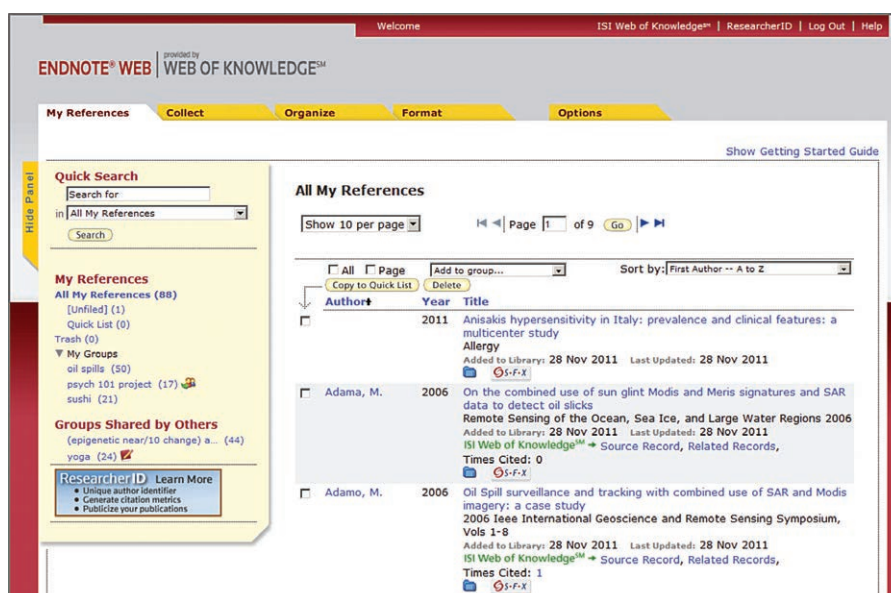 Welcome
ISI Web of Knowledge℠ | ResearcherID | Log Out | Help
ENDNOTE® WEB | provided by WEB OF KNOWLEDGE℠
My References Collect Organize Format Options
Show Getting Started Guide
Hide Panel
Quick Search
Search for
in All My References
Search
My References
All My References (88)
[Unfiled] (1)
Quick List (0)
Trash (0)
▼ My Groups
oil spills (50)
psych 101 project (17)
sushi (21)
Groups Shared by Others
(epigenetic near/10 change) a... (44)
yoga (24)
ResearcherID Learn More
• Unique author identifier
• Generate citation metrics
• Publicize your publications
All My References
Show 10 per page Page 1 of 9 Go
All Page Add to group... Sort by: First Author -- A to Z
Copy to Quick List Delete
Author Year Title
2011 Anisakis hypersensitivity in Italy: prevalence and clinical features: a
multicenter study
Allergy
Added to Library: 28 Nov 2011 Last Updated: 28 Nov 2011
S·F·X
Adama, M. 2006 On the combined use of sun glint Modis and Meris signatures and SAR
data to detect oil slicks
Remote Sensing of the Ocean, Sea Ice, and Large Water Regions 2006
Added to Library: 28 Nov 2011 Last Updated: 28 Nov 2011
ISI Web of Knowledge℠ → Source Record, Related Records,
Times Cited: 0
S·F·X
Adamo, M. 2006 Oil Spill surveillance and tracking with combined use of SAR and Modis
imagery: a case study
2006 Ieee International Geoscience and Remote Sensing Symposium,
Vols 1-8
Added to Library: 28 Nov 2011 Last Updated: 28 Nov 2011
ISI Web of Knowledge℠ → Source Record, Related Records,
Times Cited: 1
S·F·X